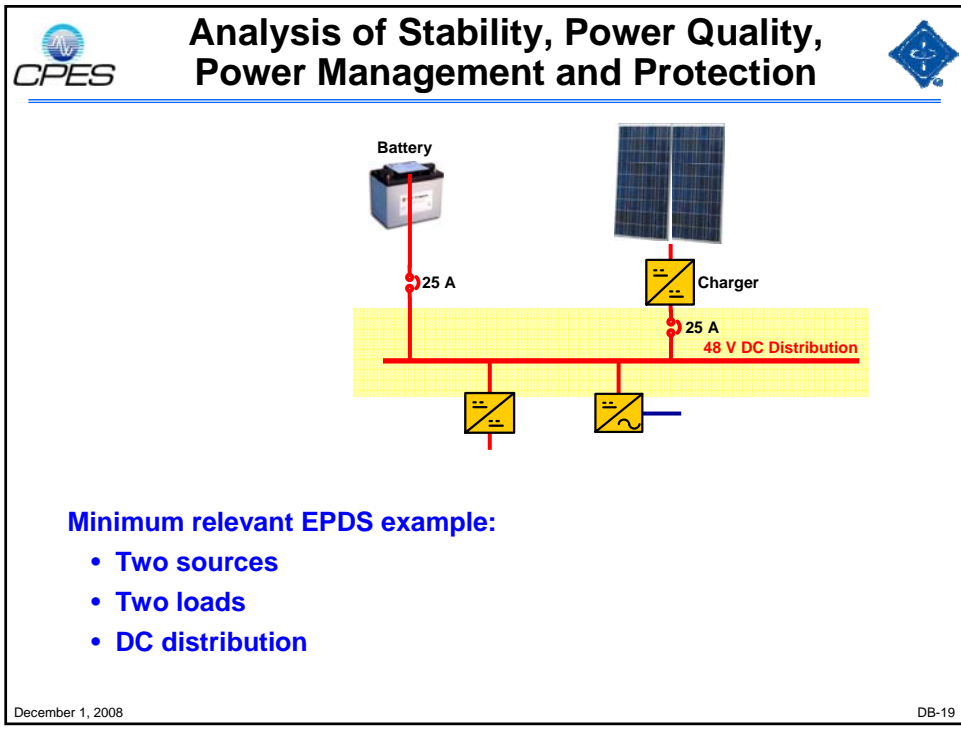 CPES
Analysis of Stability, Power Quality,
Power Management and Protection
Battery
25 A
Charger
25 A
48 V DC Distribution
Minimum relevant EPDS example:
• Two sources
• Two loads
• DC distribution
December 1, 2008
DB-19